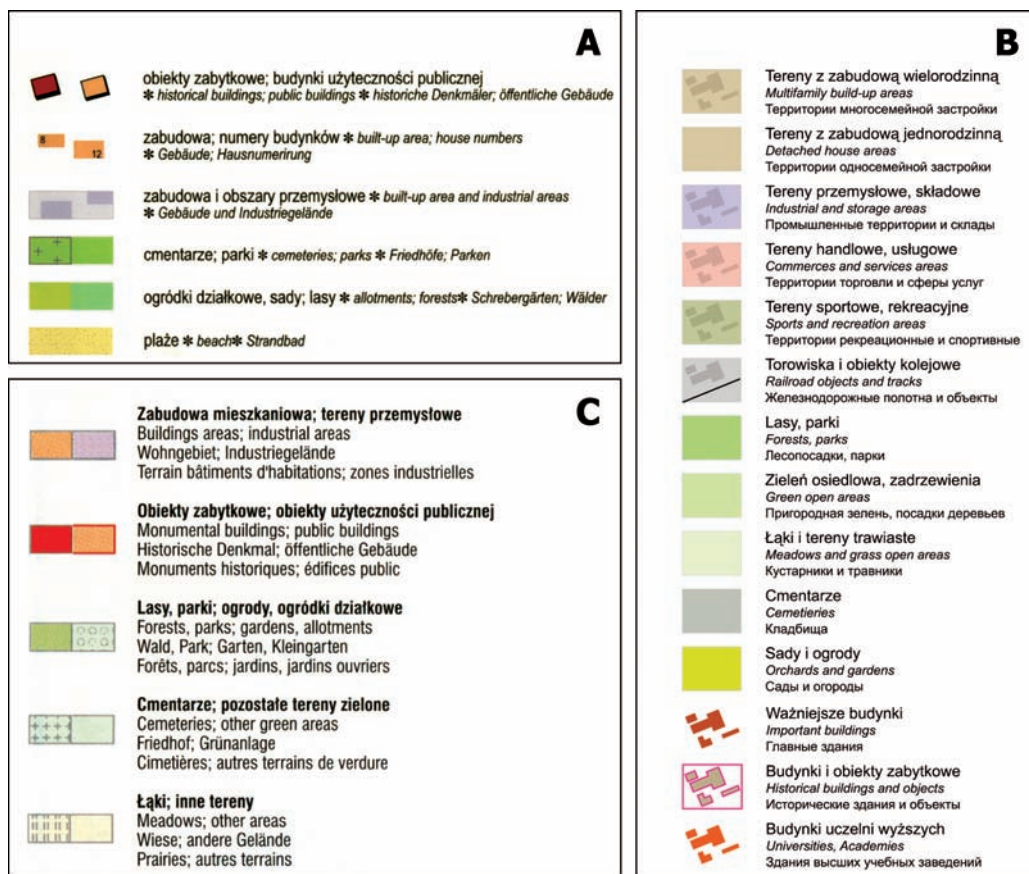 A
obiekty zabytkowe; budynki użyteczności publicznej
✻ historical buildings; public buildings ✻ historiche Denkmäler; öffentliche Gebäude
8
12
zabudowa; numery budynków ✻ built-up area; house numbers
✻ Gebäude; Hausnumerirung
zabudowa i obszary przemysłowe ✻ built-up area and industrial areas
✻ Gebäude und Industriegelände
cmentarze; parki ✻ cemeteries; parks ✻ Friedhöfe; Parken
ogródki działkowe, sady; lasy ✻ allotments; forests✻ Schrebergärten; Wälder
plaże ✻ beach✻ Strandbad
C
Zabudowa mieszkaniowa; tereny przemysłowe
Buildings areas; industrial areas
Wohngebiet; Industriegelände
Terrain bâtiments d'habitations; zones industrielles
Obiekty zabytkowe; obiekty użyteczności publicznej
Monumental buildings; public buildings
Historische Denkmal; öffentliche Gebäude
Monuments historiques; édifices public
Lasy, parki; ogrody, ogródki działkowe
Forests, parks; gardens, allotments
Wald, Park; Garten, Kleingarten
Forêts, parcs; jardins, jardins ouvriers
Cmentarze; pozostałe tereny zielone
Cemeteries; other green areas
Friedhof; Grünanlage
Cimetières; autres terrains de verdure
Łąki; inne tereny
Meadows; other areas
Wiese; andere Gelände
Prairies; autres terrains
B
Tereny z zabudową wielorodzinną
Multifamily build-up areas
Территории многосемейной застройки
Tereny z zabudową jednorodzinną
Detached house areas
Территории односемейной застройки
Tereny przemysłowe, składowe
Industrial and storage areas
Промышленные территории и склады
Tereny handlowe, usługowe
Commerces and services areas
Территории торговли и сферы услуг
Tereny sportowe, rekreacyjne
Sports and recreation areas
Территории рекреационные и спортивные
Torowiska i obiekty kolejowe
Railroad objects and tracks
Железнодорожные полотна и объекты
Lasy, parki
Forests, parks
Лесопосадки, парки
Zieleń osiedlowa, zadrzewienia
Green open areas
Пригородная зелень, посадки деревьев
Łąki i tereny trawiaste
Meadows and grass open areas
Кустарники и травники
Cmentarze
Cemetieries
Кладбища
Sady i ogrody
Orchards and gardens
Сады и огороды
Ważniejsze budynki
Important buildings
Главные здания
Budynki i obiekty zabytkowe
Historical buildings and objects
Исторические здания и объекты
Budynki uczelni wyższych
Universities, Academies
Здания высших учебных заведений